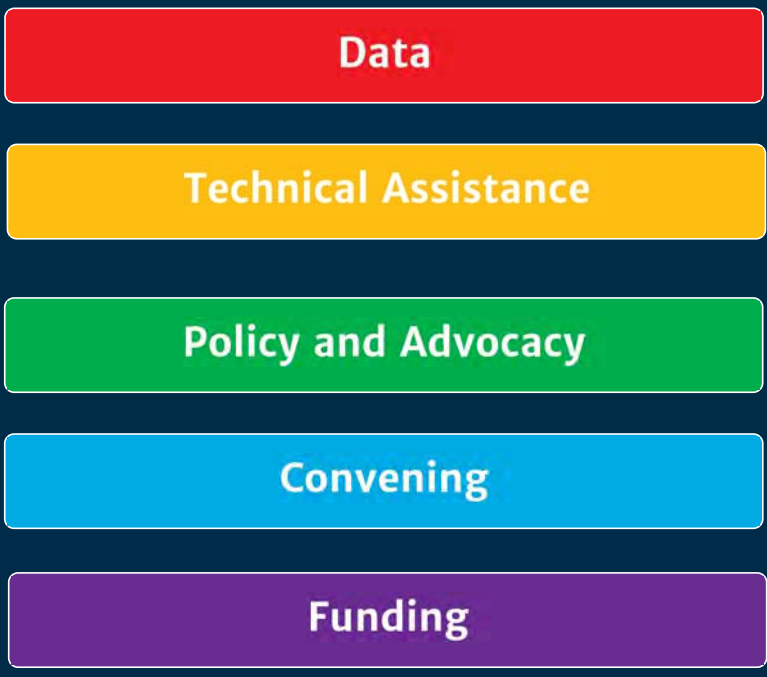 Data
Technical Assistance
Policy and Advocacy
Convening
Funding